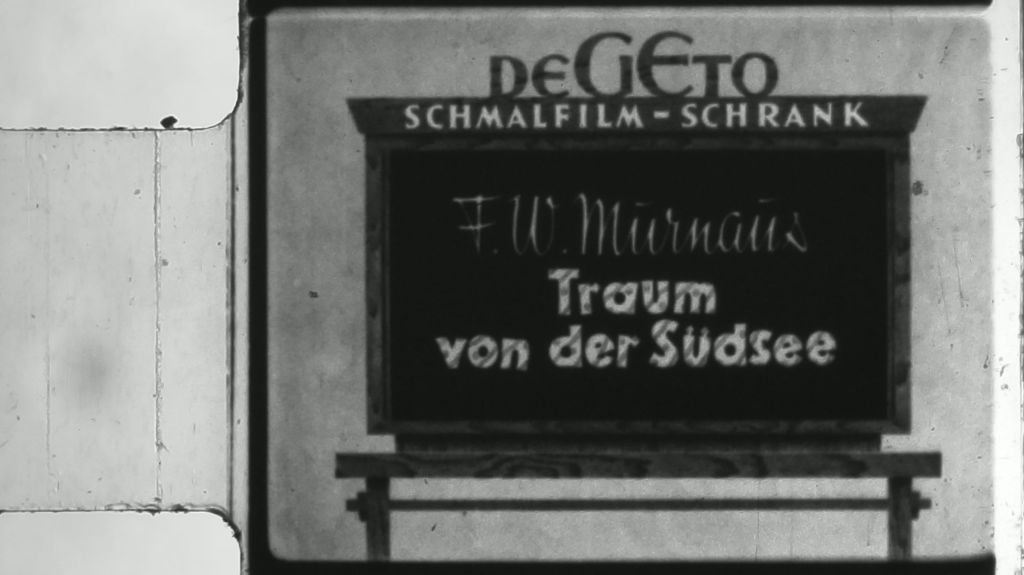 DEGETO
SCHMALFILM-SCHRANK
F. W. Murnaus
Traum
von der Südsee